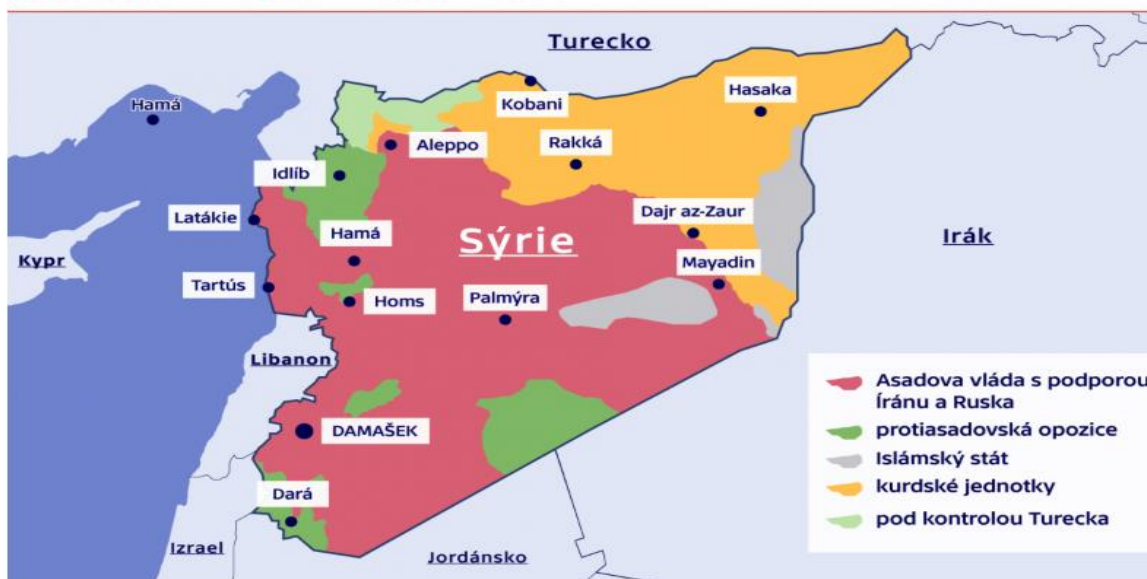 Turecko
Hamá
Kobani
Hasaka
Aleppo
Rakká
Idlíb
Latákie
Hamá
Dajr az-Zaur
Sýrie
Irák
Kypr
Tartús
Homs
Palmýra
Mayadin
Libanon
DAMAŠEK
Dará
Izrael
Jordánsko
Asadova vláda s podporou
Íránu a Ruska
protiasadovská opozice
Islámský stát
kurdské jednotky
pod kontrolou Turecka